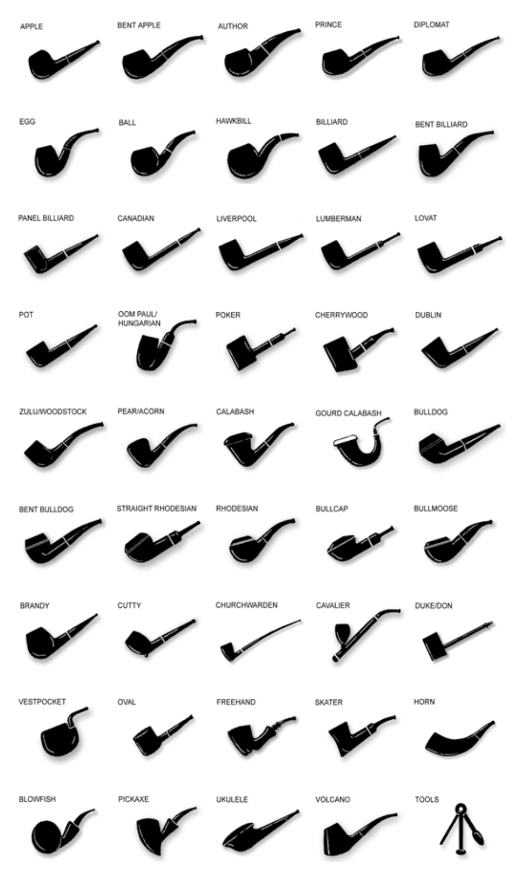 APPLE
BENT APPLE
AUTHOR
PRINCE
DIPLOMAT
EGG
BALL
HAWKBILL
BILLIARD
BENT BILLIARD
PANEL BILLIARD
CANADIAN
LIVERPOOL
LUMBERMAN
LOVAT
POT
OOM PAUL/
HUNGARIAN
POKER
CHERRYWOOD
DUBLIN
ZULU/WOODSTOCK
PEAR/ACORN
CALABASH
GOURD CALABASH
BULLDOG
BENT BULLDOG
STRAIGHT RHODESIAN
RHODESIAN
BULLCAP
BULLMOOSE
BRANDY
CUTTY
CHURCHWARDEN
CAVALIER
DUKE/DON
VESTPOCKET
OVAL
FREEHAND
SKATER
HORN
BLOWFISH
PICKAXE
UKULELE
VOLCANO
TOOLS